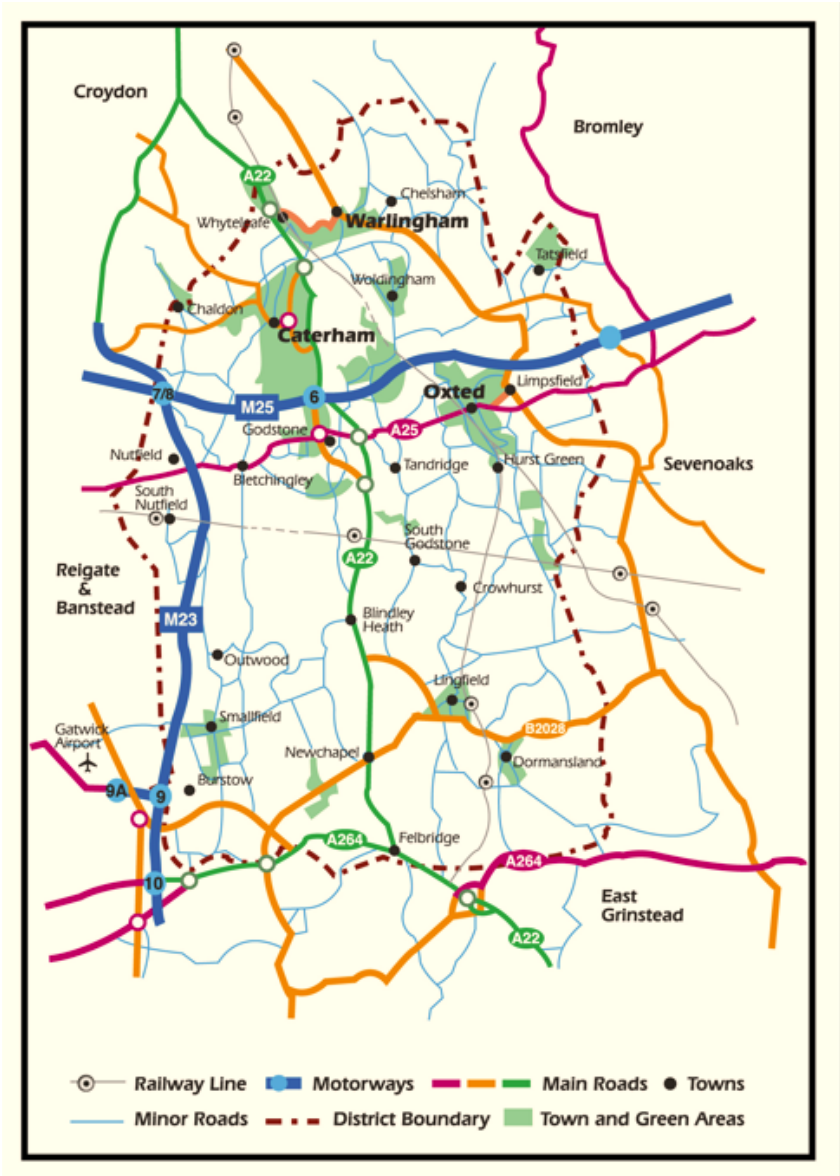 Croydon
Bromley
A22
Chelsham
Whyteleafe
Warlingham
Tatsfield
Woldingham
Chaldon
Caterham
7/8
M25
6
Oxted
Limpsfield
Godstone
A25
Nutfield
Bletchingley
Tandridge
Hurst Green
Sevenoaks
South
Nutfield
South
Godstone
A22
Reigate
&
Banstead
Crowhurst
M23
Blindley
Heath
Outwood
Lingfield
Smallfield
Gatwick
Airport
B2028
Newchapel
Dormansland
9A
9
Burstow
A264
Felbridge
A264
10
East
Grinstead
A22
Railway Line
Motorways
Main Roads
Towns
Minor Roads
District Boundary
Town and Green Areas